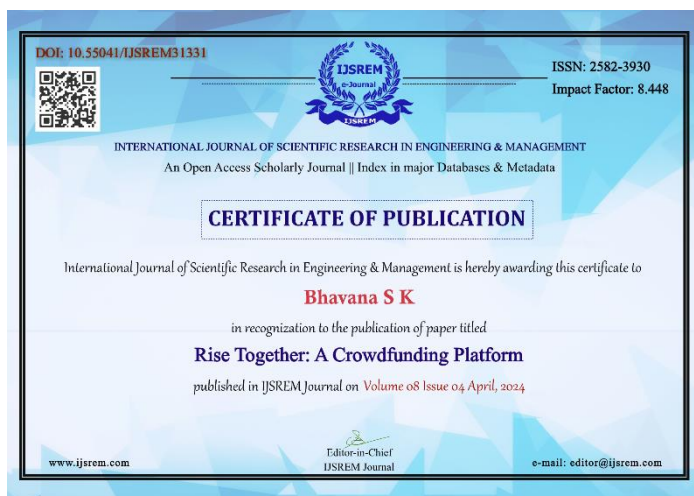 DOI: 10.55041/IJSREM31331
IJSREM
e-Journal
IJSREM
ISSN: 2582-3930
Impact Factor: 8.448
INTERNATIONAL JOURNAL OF SCIENTIFIC RESEARCH IN ENGINEERING & MANAGEMENT
An Open Access Scholarly Journal || Index in major Databases & Metadata
CERTIFICATE OF PUBLICATION
International Journal of Scientific Research in Engineering & Management is hereby awarding this certificate to
Bhavana S K
in recognization to the publication of paper titled
Rise Together: A Crowdfunding Platform
published in IJSREM Journal on Volume 08 Issue 04 April, 2024
www.ijsrem.com
Editor-in-Chief
IJSREM Journal
e-mail: editor@ijsrem.com